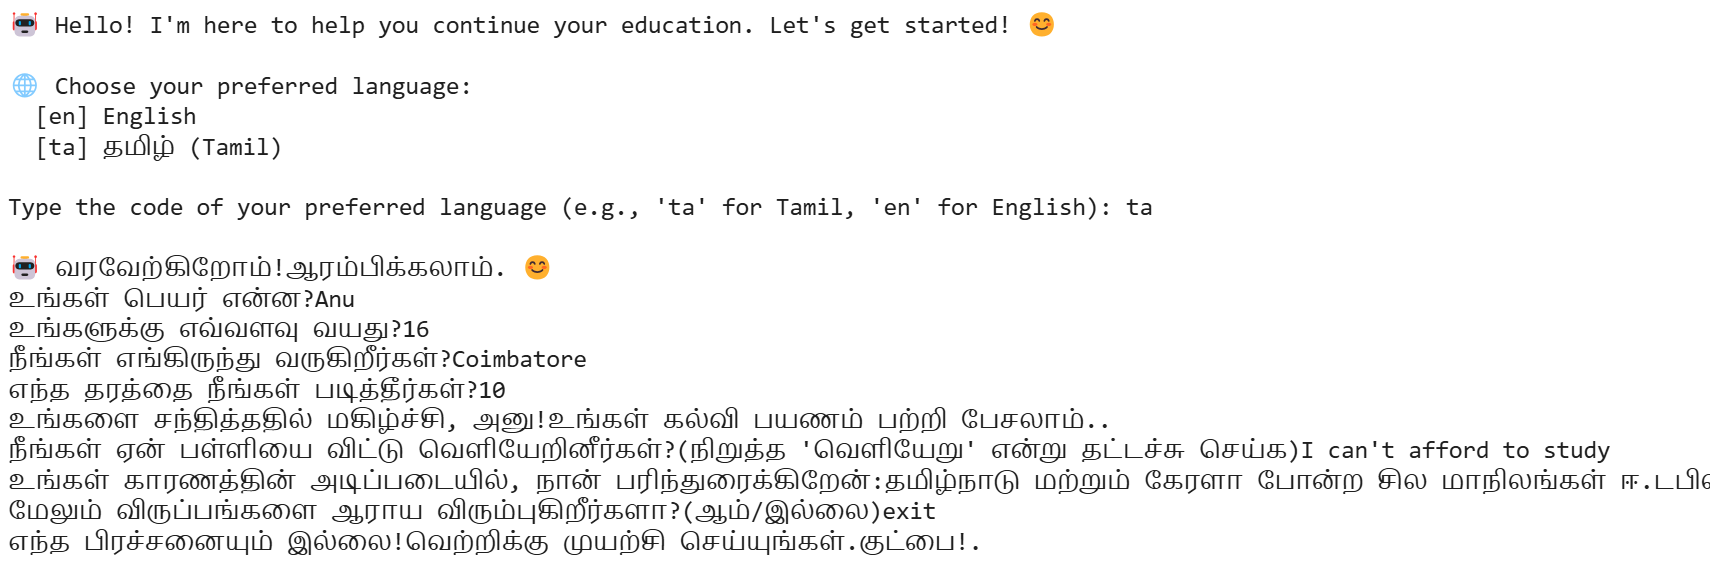 🤖 Hello! I'm here to help you continue your education. Let's get started! 😊
🌐 Choose your preferred language:
[en] English
[ta] தமிழ் (Tamil)
Type the code of your preferred language (e.g., 'ta' for Tamil, 'en' for English): ta
🤖 வரவேற்கிறோம்!ஆரம்பிக்கலாம். 😊
உங்கள் பெயர் என்ன?Anu
உங்களுக்கு எவ்வளவு வயது?16
நீங்கள் எங்கிருந்து வருகிறீர்கள்?Coimbatore
எந்த தரத்தை நீங்கள் படித்தீர்கள்?10
உங்களை சந்தித்ததில் மகிழ்ச்சி, அனு!உங்கள் கல்வி பயணம் பற்றி பேசலாம்..
நீங்கள் ஏன் பள்ளியை விட்டு வெளியேறினீர்கள்?(நிறுத்த 'வெளியேறு' என்று தட்டச்சு செய்க)I can't afford to study
உங்கள் காரணத்தின் அடிப்படையில், நான் பரிந்துரைக்கிறேன்:தமிழ்நாடு மற்றும் கேரளா போன்ற சில மாநிலங்கள்
மேலும் விருப்பங்களை ஆராய விரும்புகிறீர்களா?(ஆம்/இல்லை)exit
எந்த பிரச்சனையும் இல்லை!வெற்றிக்கு முயற்சி செய்யுங்கள்.குட்பை!.